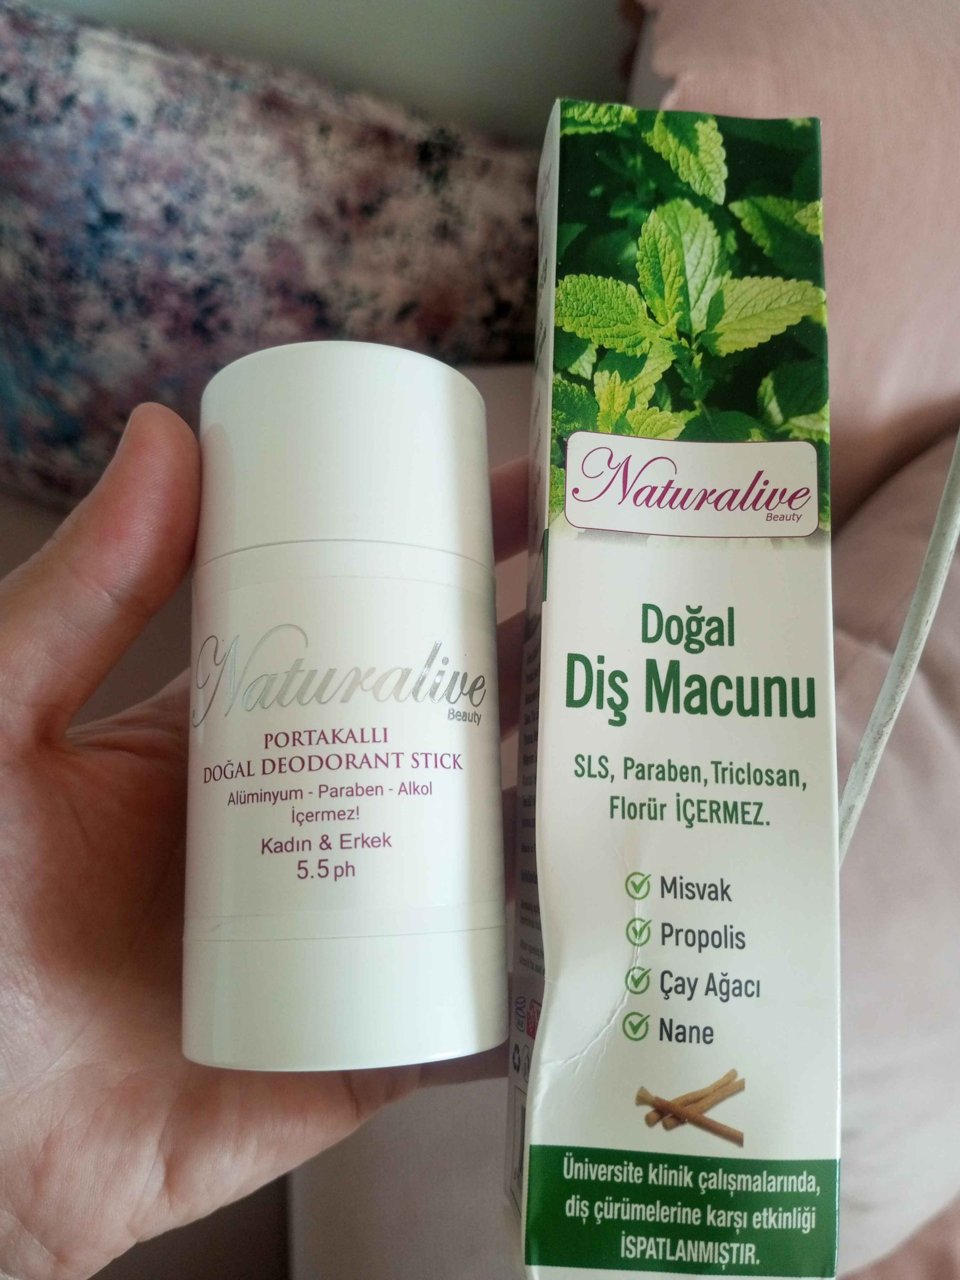 Naturalive
Beauty
PORTAKALLI
DOĞAL DEODORANT STICK
Alüminyum - Paraben - Alkol
İçermez!
Kadın & Erkek
5.5 ph
Naturalive
Beauty
Doğal
Diş Macunu
SLS, Paraben, Triclosan,
Florür İÇERMEZ.
Misvak
Propolis
Çay Ağacı
Nane
Üniversite klinik çalışmalarında,
diş çürümelerine karşı etkinliği
İSPATLANMIŞTIR.